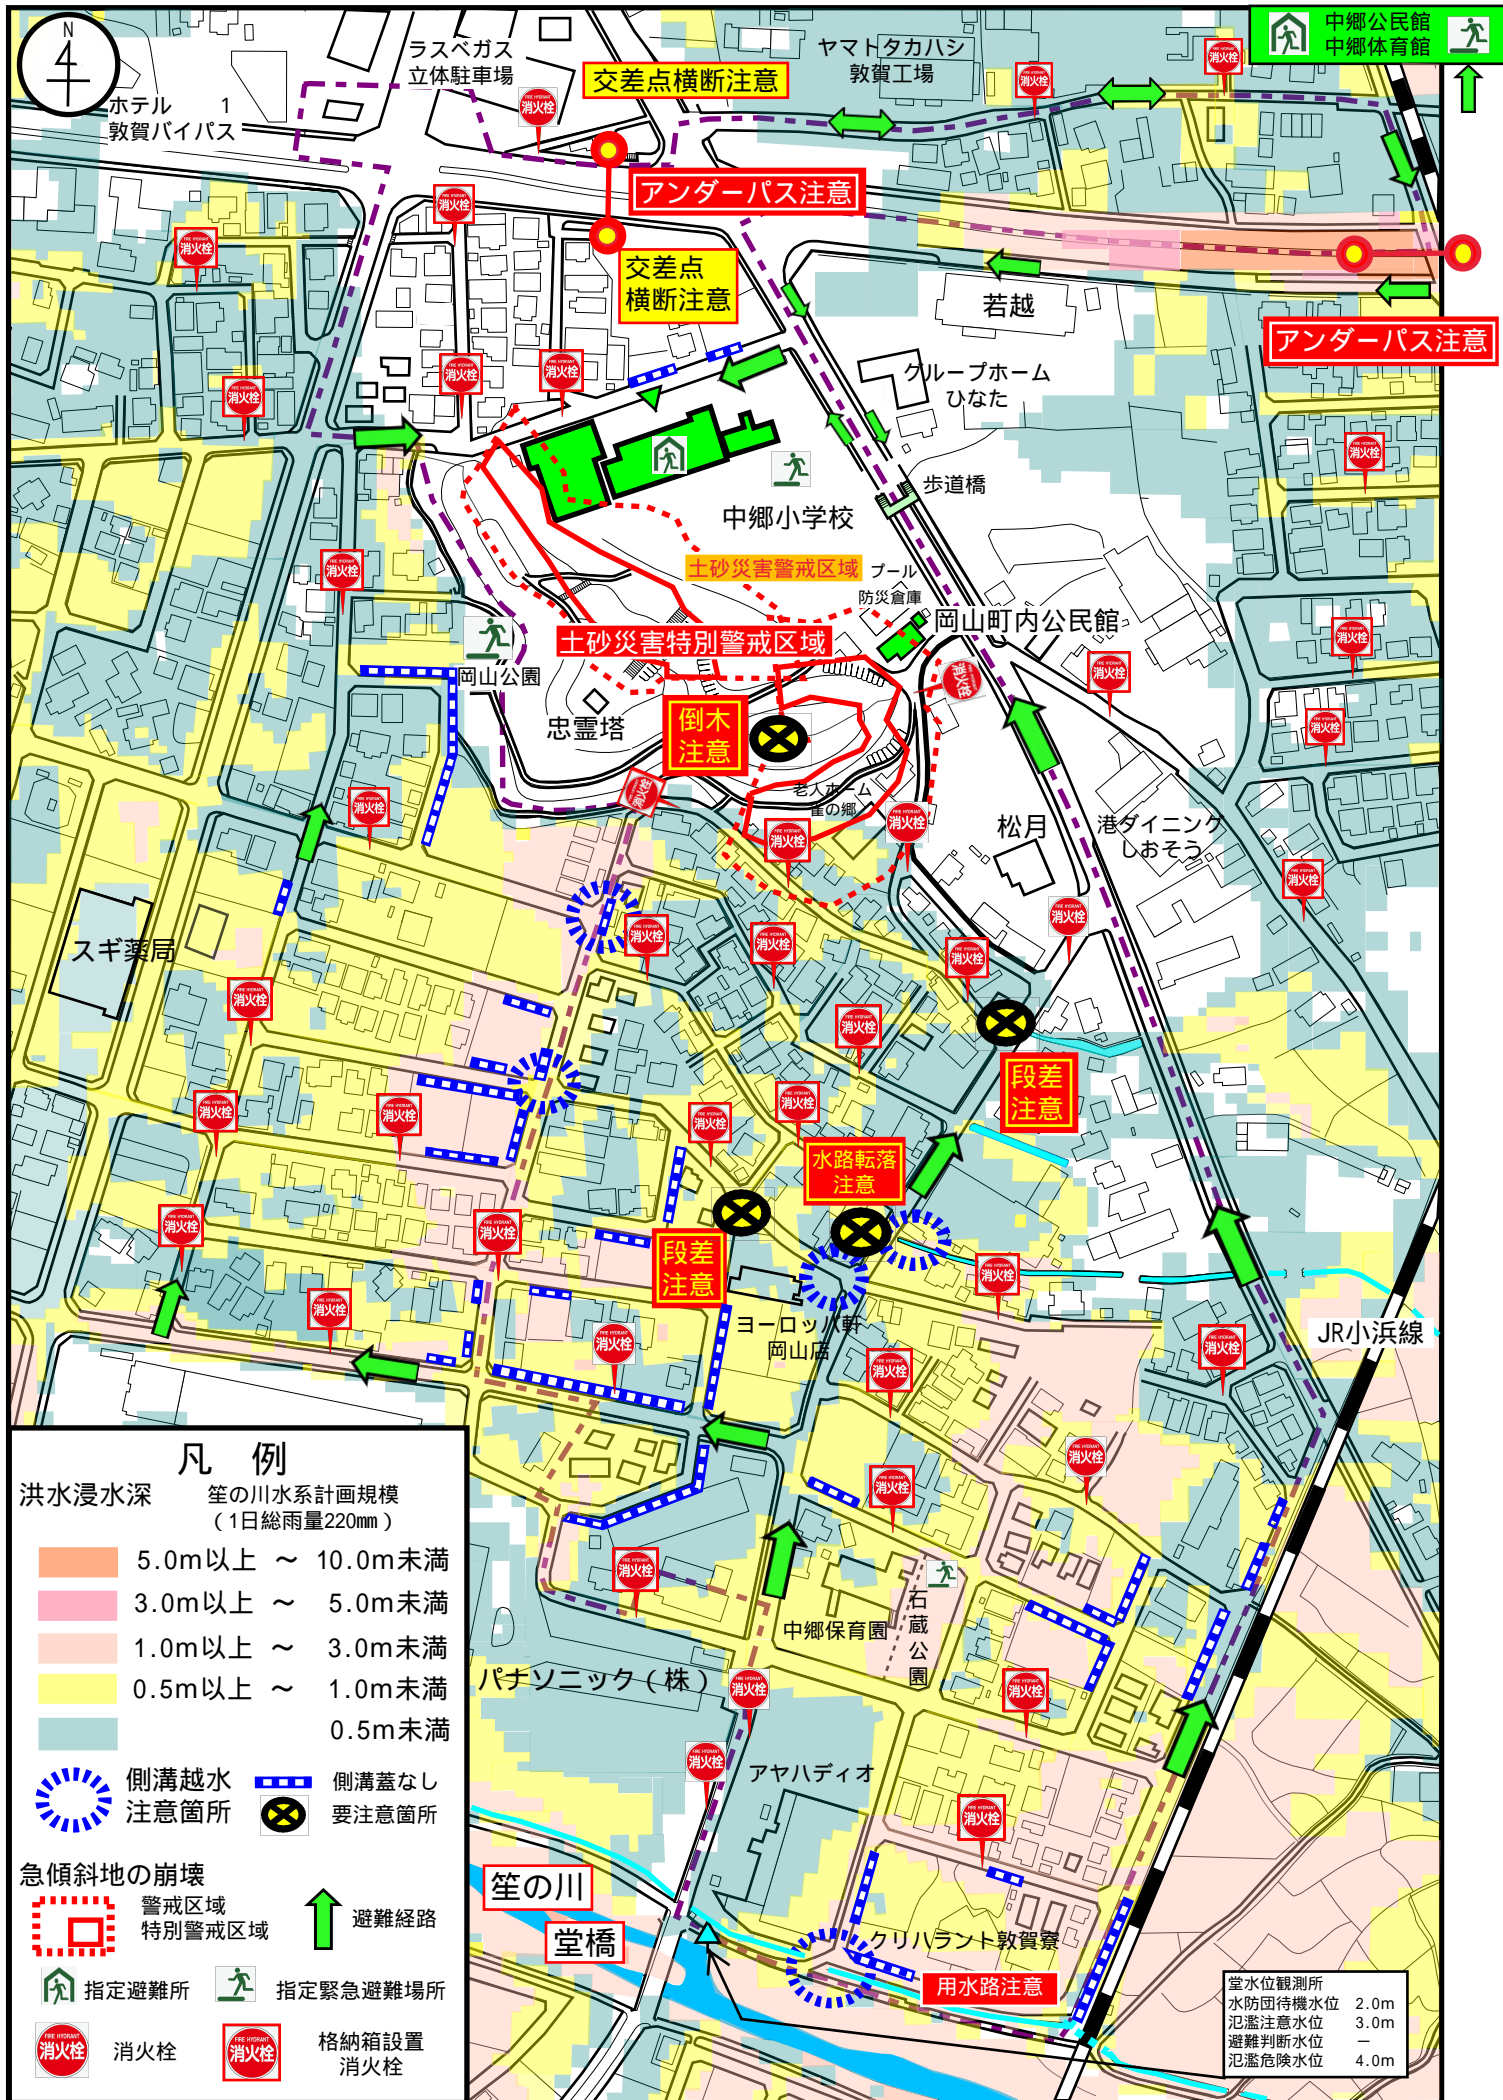 N
ラスベガス
立体駐車場
ヤマトタカハシ
敦賀工場
中郷公民館
中郷体育館
交差点横断注意
ホテル 1
敦賀バイパス
アンダーパス注意
交差点
横断注意
若越
アンダーパス注意
グループホーム
ひなた
歩道橋
中郷小学校
土砂災害警戒区域
プール
防災倉庫
岡山町内公民館
土砂災害特別警戒区域
岡山公園
忠霊塔
倒木
注意
老人ホーム
雀の郷
松月
港ダイニング
しおそう
スギ薬局
段差
注意
水路転落
注意
段差
注意
ヨーロッパ軒
岡山店
JR小浜線
中郷保育園
石蔵公園
パナソニック（株）
アヤハディオ
笙の川
堂橋
クリハラント敦賀寮
用水路注意
凡 例
洪水浸水深 笙の川水系計画規模
（1日総雨量220㎜）
5.0m以上 ～ 10.0m未満
3.0m以上 ～ 5.0m未満
1.0m以上 ～ 3.0m未満
0.5m以上 ～ 1.0m未満
0.5m未満
側溝越水
注意箇所
側溝蓋なし
要注意箇所
急傾斜地の崩壊
警戒区域
特別警戒区域
避難経路
指定避難所
指定緊急避難場所
FIRE HYDRANT
消火栓
消火栓
FIRE HYDRANT
消火栓
格納箱設置
消火栓
堂水位観測所
水防団待機水位 2.0m
氾濫注意水位 3.0m
避難判断水位 －
氾濫危険水位 4.0m